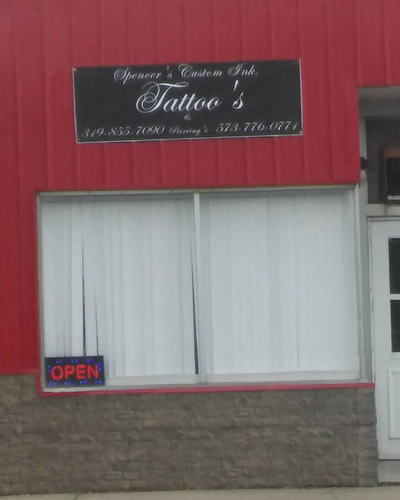 Spencer's Custom Ink.
Tattoo's
&
319-855-7090 Piercing's 573-776-0771
OPEN